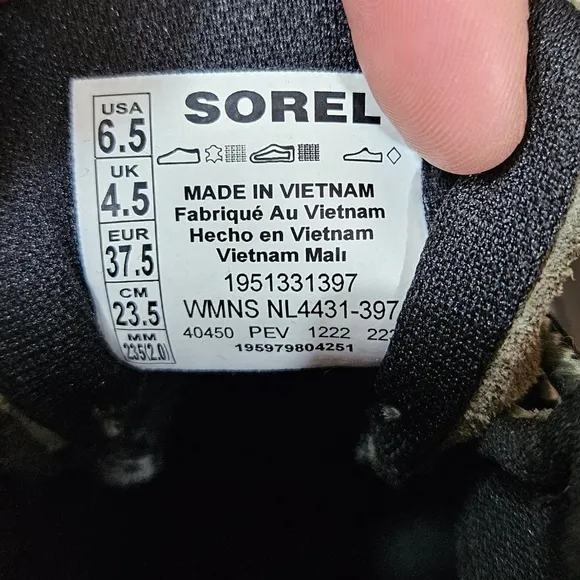 USA
6.5
UK
4.5
EUR
37.5
CM
23.5
MM
235(2.0)
SOREL
MADE IN VIETNAM
Fabriqué Au Vietnam
Hecho en Vietnam
Vietnam Malı
1951331397
WMNS NL4431-397
40450 PEV 1222
195979804251